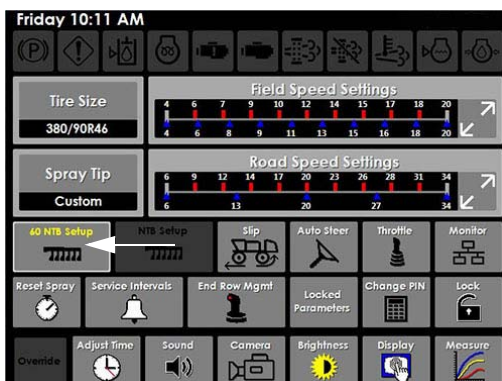 Friday 10:11 AM
(P)
Tire Size
380/90R46
Field Speed Settings
4 6 7 9 10 12 14 15 17 18 20
4 6 8 9 11 13 15 16 18 20
Spray Tip
Custom
Road Speed Settings
6 9 12 14 17 20 23 26 28 31 34
6 13 20 27 34
60 NTB Setup
NTB Setup
Slip
Auto Steer
Throttle
Monitor
Reset Spray
Service Intervals
End Row Mgmt
Locked
Parameters
Change PIN
Lock
Override
Adjust Time
Sound
Camera
Brightness
Display
Measure